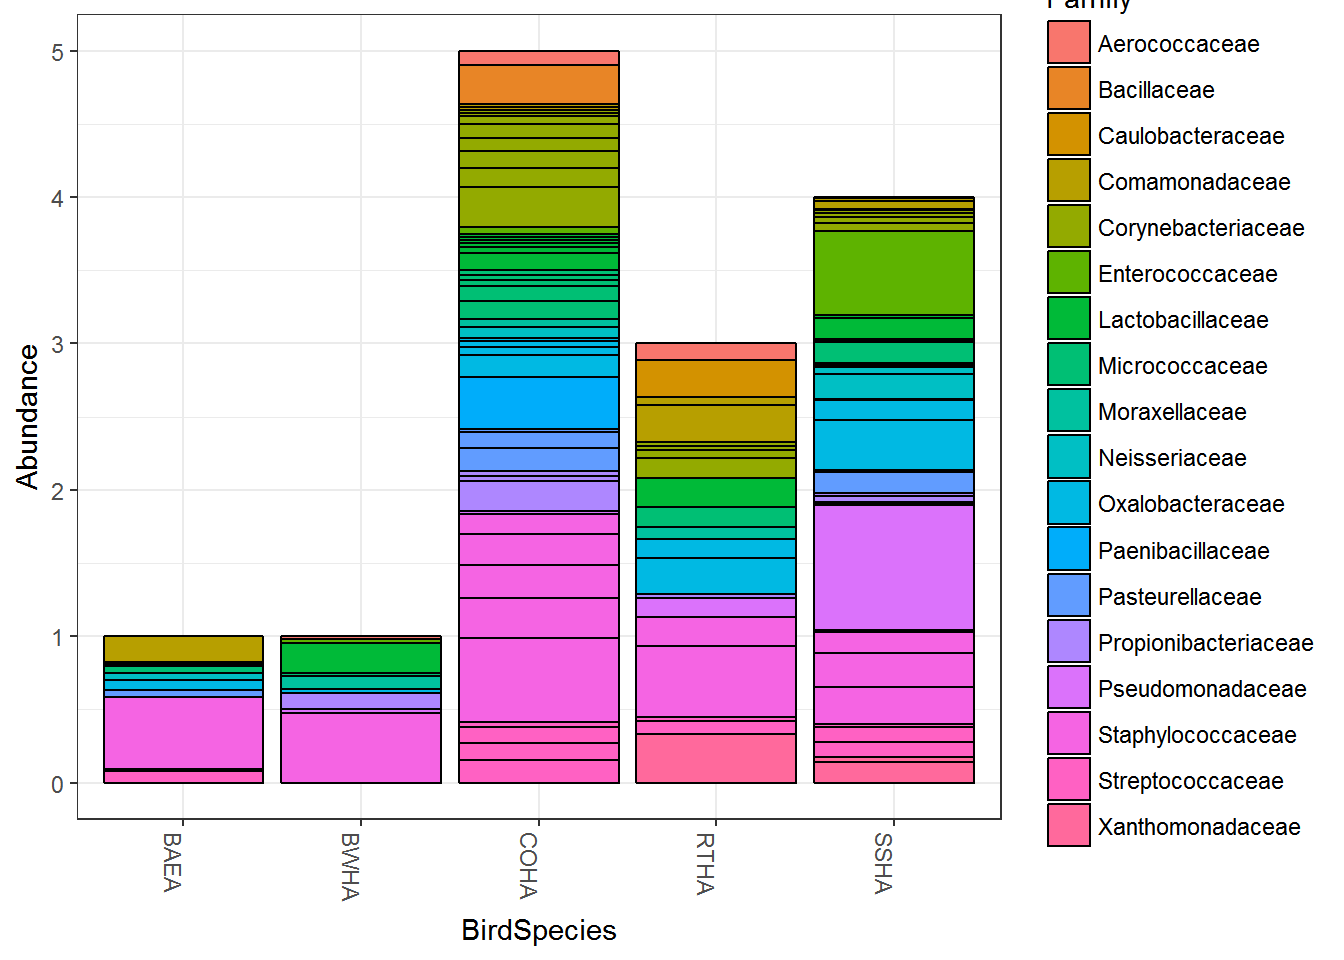 Family
Aerococcaceae
Bacillaceae
Caulobacteraceae
Comamonadaceae
Corynebacteriaceae
Enterococcaceae
Lactobacillaceae
Micrococcaceae
Moraxellaceae
Neisseriaceae
Oxalobacteraceae
Paenibacillaceae
Pasteurellaceae
Propionibacteriaceae
Pseudomonadaceae
Staphylococcaceae
Streptococcaceae
Xanthomonadaceae
Abundance
5
4
3
2
1
0
BAEA
BWHA
COHA
RTHA
SSHA
BirdSpecies